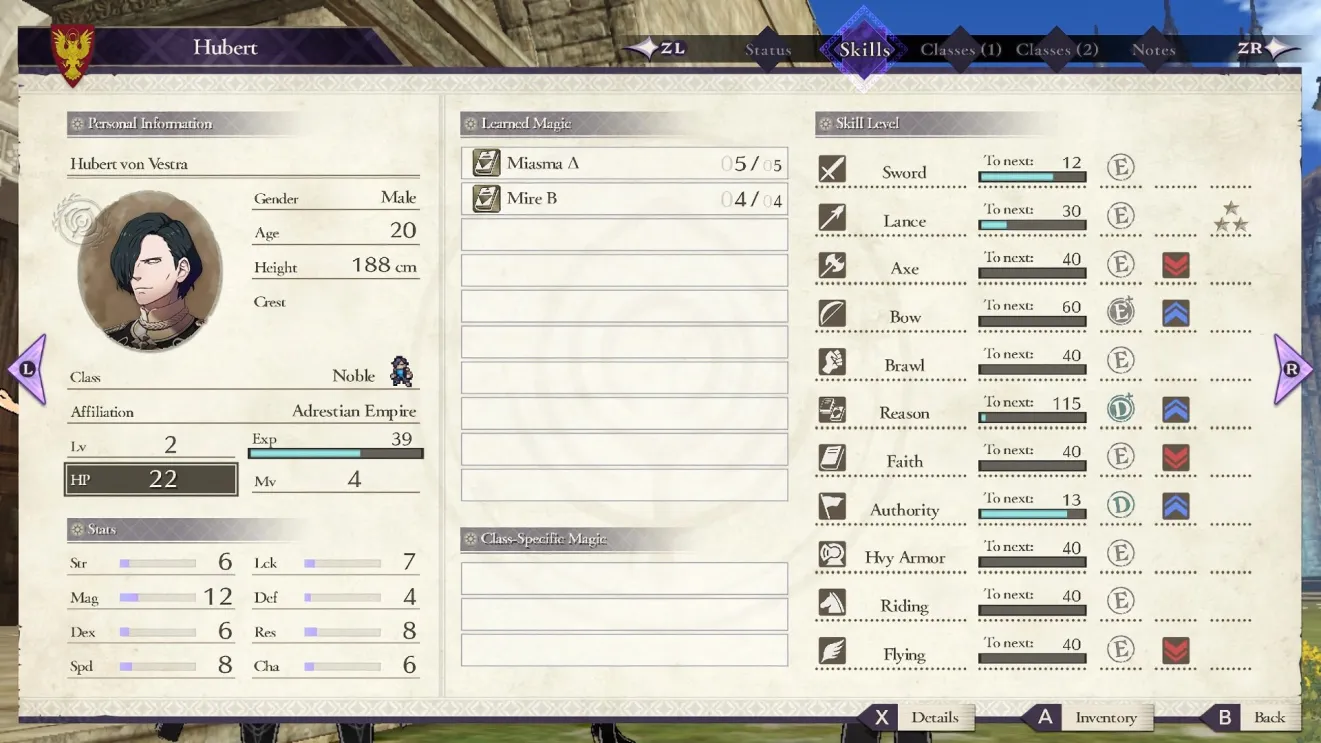 Hubert
ZL Status Skills Classes (1) Classes (2) Notes ZR
Personal Information
Hubert von Vestra
Gender Male
Age 20
Height 188 cm
Crest
Class Noble
Affiliation Adrestian Empire
Lv 2
Exp 39
HP 22
Mv 4
Stats
Str 6
Lck 7
Mag 12
Def 4
Dex 6
Res 8
Spd 8
Cha 6
L
Learned Magic
Miasma Δ 05/05
Mire B 04/04
Class-Specific Magic
Skill Level
Sword To next: 12 E
Lance To next: 30 E
Axe To next: 40 E
Bow To next: 60 E+
Brawl To next: 40 E
Reason To next: 115 D+
Faith To next: 40 E
Authority To next: 13 D
Hvy Armor To next: 40 E
Riding To next: 40 E
Flying To next: 40 E
R
X Details A Inventory B Back